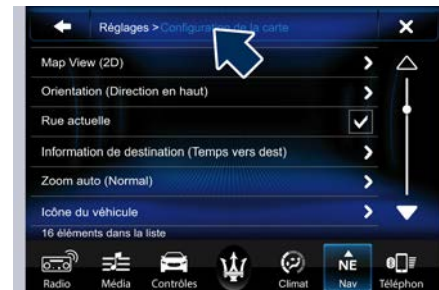 Réglages > Configuration de la carte
Map View (2D)
Orientation (Direction en haut)
Rue actuelle
Information de destination (Temps vers dest)
Zoom auto (Normal)
Icône du véhicule
16 éléments dans la liste
Radio Média Contrôles Climat NE Nav Téléphon